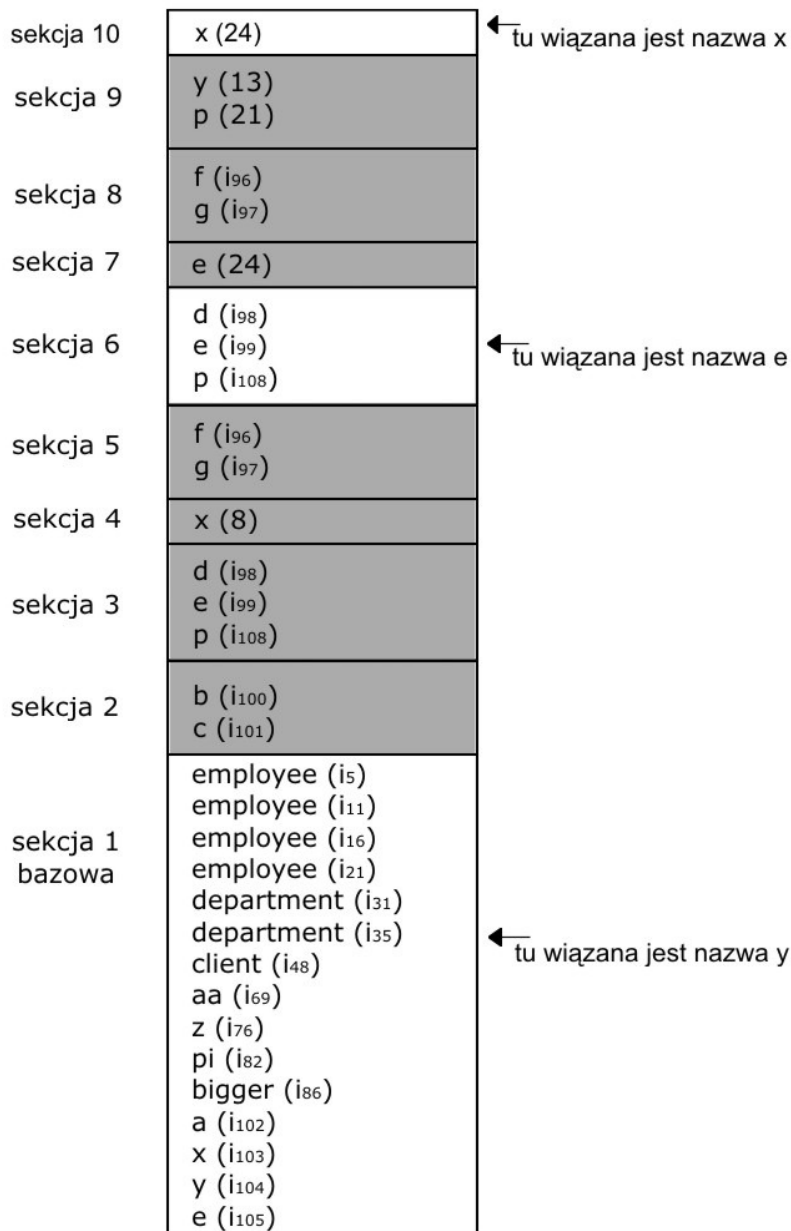 sekcja 10
x (24)
tu wiązana jest nazwa x
sekcja 9
y (13)
p (21)
sekcja 8
f (i96)
g (i97)
sekcja 7
e (24)
sekcja 6
d (i98)
e (i99)
p (i108)
tu wiązana jest nazwa e
sekcja 5
f (i96)
g (i97)
sekcja 4
x (8)
sekcja 3
d (i98)
e (i99)
p (i108)
sekcja 2
b (i100)
c (i101)
sekcja 1
bazowa
employee (i5)
employee (i11)
employee (i16)
employee (i21)
department (i31)
department (i35)
client (i48)
aa (i69)
z (i76)
pi (i82)
bigger (i86)
a (i102)
x (i103)
y (i104)
e (i105)
tu wiązana jest nazwa y